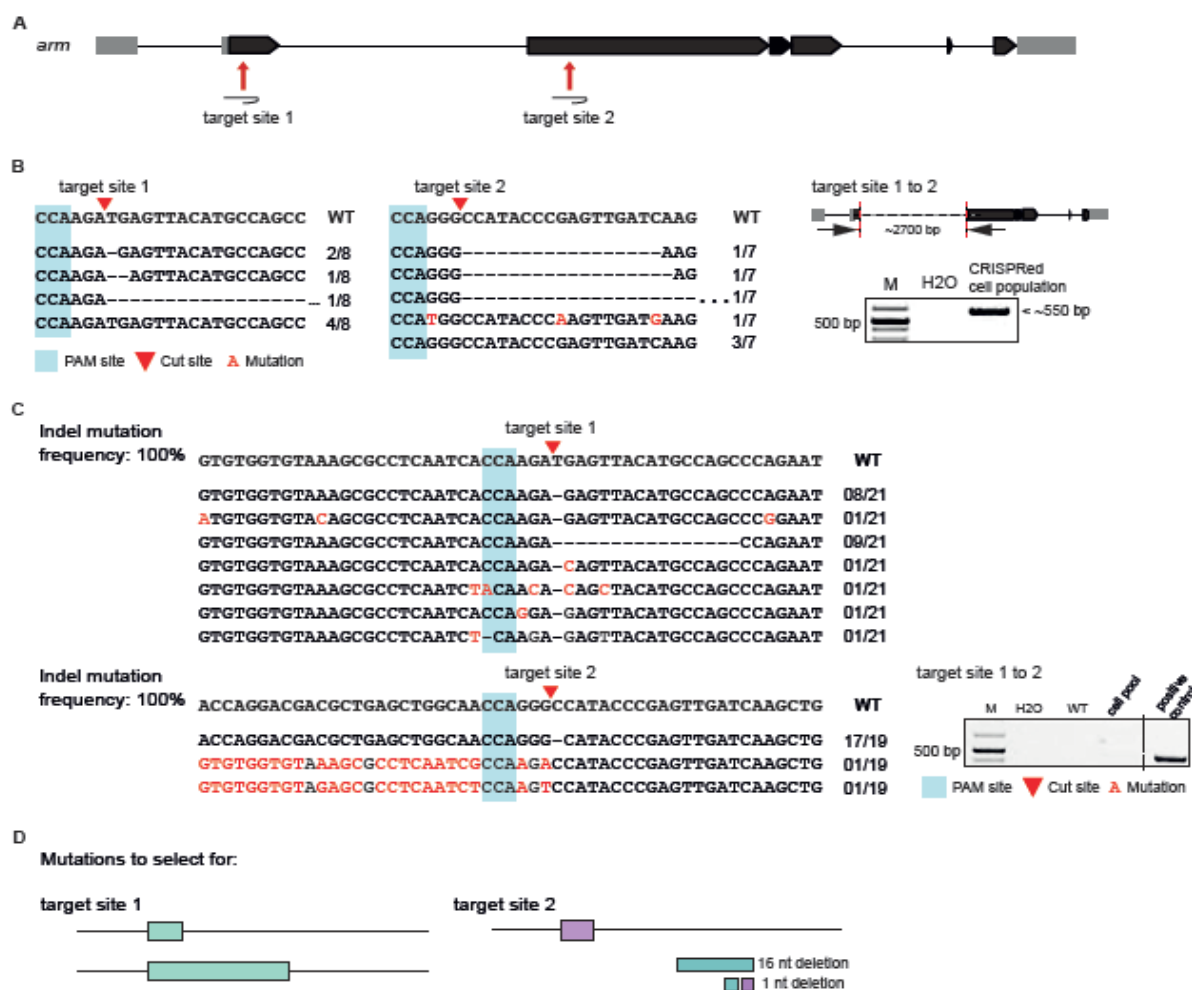 A
arm
target site 1
target site 2
B
target site 1
CCAAGATGAGTTACATGCCAGCC WT
CCAAGA-GAGTTACATGCCAGCC 2/8
CCAAGA--AGTTACATGCCAGCC 1/8
CCAAGA----------------- ... 1/8
CCAAGATGAGTTACATGCCAGCC 4/8
target site 2
CCAGGGCCATACCCGAGTTGATCAAG WT
CCAGGG-----------------AAG 1/7
CCAGGG------------------AG 1/7
CCAGGG-------------------- ... 1/7
CCATGGCCATACCCAAGTTGATGAAG 1/7
CCAGGGCCATACCCGAGTTGATCAAG 3/7
PAM site Cut site A Mutation
target site 1 to 2
~2700 bp
M H2O CRISPRed
cell population
500 bp
< ~550 bp
C
Indel mutation
frequency: 100%
target site 1
GTGTGGTGTAAAGCGCCTCAATCACCAAGATGAGTTACATGCCAGCCCAGAAT WT
GTGTGGTGTAAAGCGCCTCAATCACCAAGA-GAGTTACATGCCAGCCCAGAAT 08/21
ATGTGGTGTACAGCGCCTCAATCACCAAGA-GAGTTACATGCCAGCCCGGAAT 01/21
GTGTGGTGTAAAGCGCCTCAATCACCAAGA----------------CCAGAAT 09/21
GTGTGGTGTAAAGCGCCTCAATCACCAAGA-CAGTTACATGCCAGCCCAGAAT 01/21
GTGTGGTGTAAAGCGCCTCAATCTACAACA-CAGCTACATGCCAGCCCAGAAT 01/21
GTGTGGTGTAAAGCGCCTCAATCACCAGGA-GAGTTACATGCCAGCCCAGAAT 01/21
GTGTGGTGTAAAGCGCCTCAATCT-CAAGA-GAGTTACATGCCAGCCCAGAAT 01/21
Indel mutation
frequency: 100%
target site 2
ACCAGGACGACGCTGAGCTGGCAACCAGGGCCATACCCGAGTTGATCAAGCTG WT
ACCAGGACGACGCTGAGCTGGCAACCAGGG-CATACCCGAGTTGATCAAGCTG 17/19
GTGTGGTGTAAAGCGCCTCAATCGCCAAGACCATACCCGAGTTGATCAAGCTG 01/19
GTGTGGTGTAGAGCGCCTCAATCTCCAAGTCCATACCCGAGTTGATCAAGCTG 01/19
target site 1 to 2
M H2O WT cell pool positive control
500 bp
PAM site Cut site A Mutation
D
Mutations to select for:
target site 1
target site 2
16 nt deletion
1 nt deletion